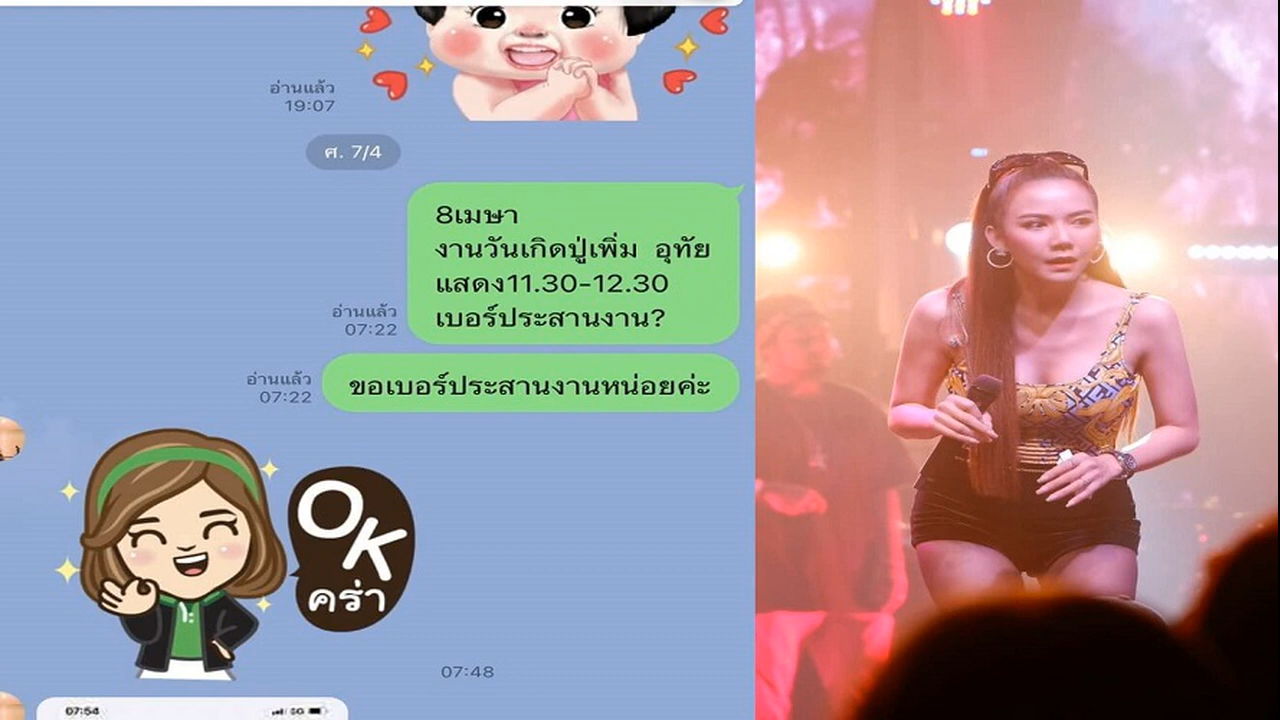 อ่านแล้ว
19:07
ศ. 7/4
8เมษา
งานวันเกิดปู่เพิ่ม อุทัย
แสดง11.30-12.30
เบอร์ประสานงาน?
อ่านแล้ว
07:22
ขอเบอร์ประสานงานหน่อยค่ะ
อ่านแล้ว
07:22
OK
คร่า
07:48
07:54
5G